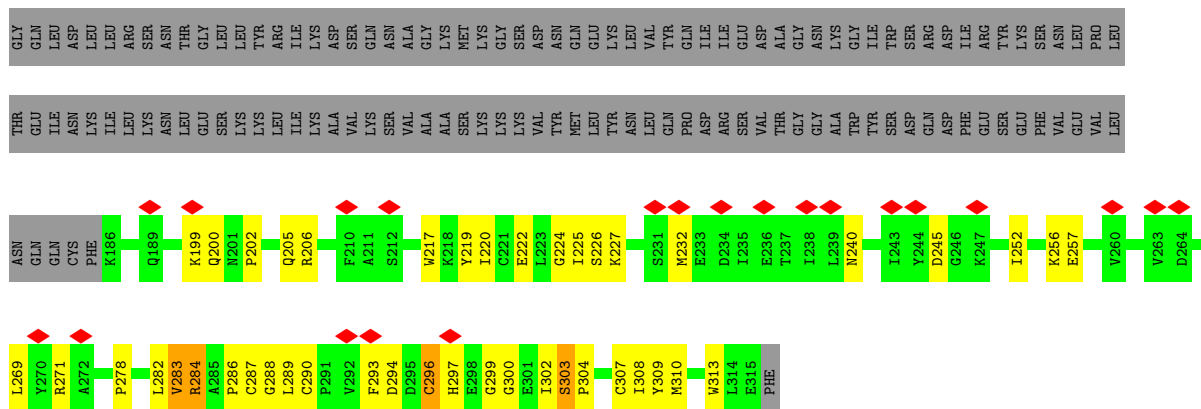 GLY GLN LEU ASP LEU LEU ARG SER ASN THR GLY LEU LEU TYR ARG ILE LYS ASP SER GLN ASN ALA GLY LYS MET LYS GLY SER ASP ASN GLN GLU LYS LEU VAL TYR GLN ILE ILE GLU ASP ALA GLY ASN LYS GLY ILE TRP ASP SER ARG ASP ILE ARG TYR LYS SER ASN LEU PRO LEU
THR GLU ILE ASN LYS ILE LEU LYS ASN LEU GLU SER LYS LYS LEU ILE LYS ALA VAL LYS SER VAL ALA ALA SER LYS LYS LYS VAL TYR MET LEU TYR ASN LEU GLN PRO ASP ARG SER VAL THR GLY GLY ALA TRP TYR SER ASP GLN ASP PHE GLU SER GLU PHE VAL GLU VAL LEU
ASN GLN GLN CYS PHE K186 Q189 K199 Q200 N201 P202 Q205 R206 F210 A211 S212 W217 K218 Y219 I220 C221 E222 L223 G224 I225 S226 K227 S231 M232 E233 D234 I235 E236 T237 I238 L239 N240 I243 Y244 D245 G246 K247 I252 K256 E257 V260 V263 D264
L269 Y270 R271 A272 P278 L282 V283 R284 A285 P286 C287 G288 L289 C290 P291 V292 F293 D294 D295 C296 H297 E298 G299 G300 E301 I302 S303 P304 C307 I308 Y309 M310 W313 L314 E315 PHE